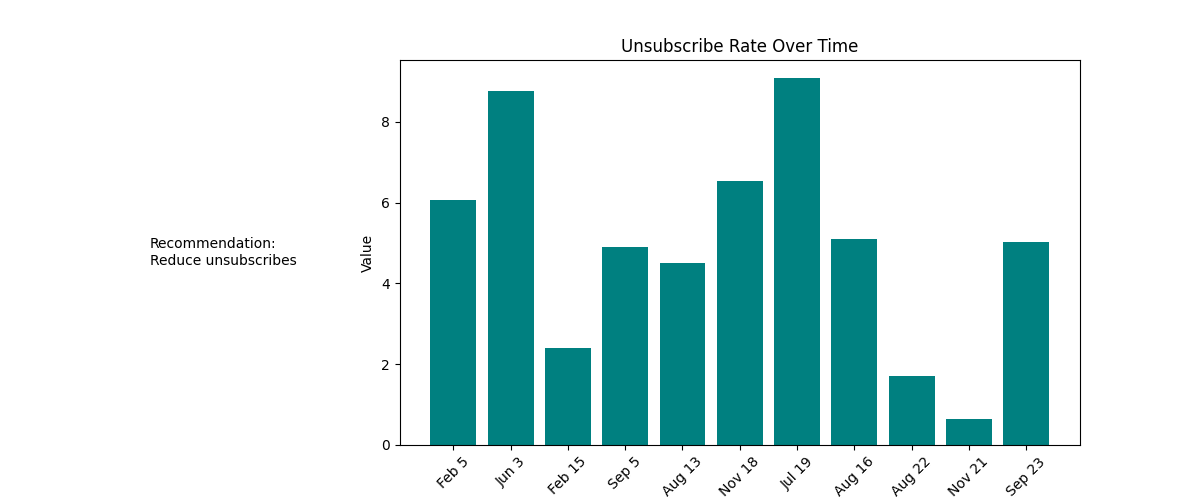 Unsubscribe Rate Over Time
Recommendation:
Reduce unsubscribes
Value
8
6
4
2
0
Feb 5
Jun 3
Feb 15
Sep 5
Aug 13
Nov 18
Jul 19
Aug 16
Aug 22
Nov 21
Sep 23